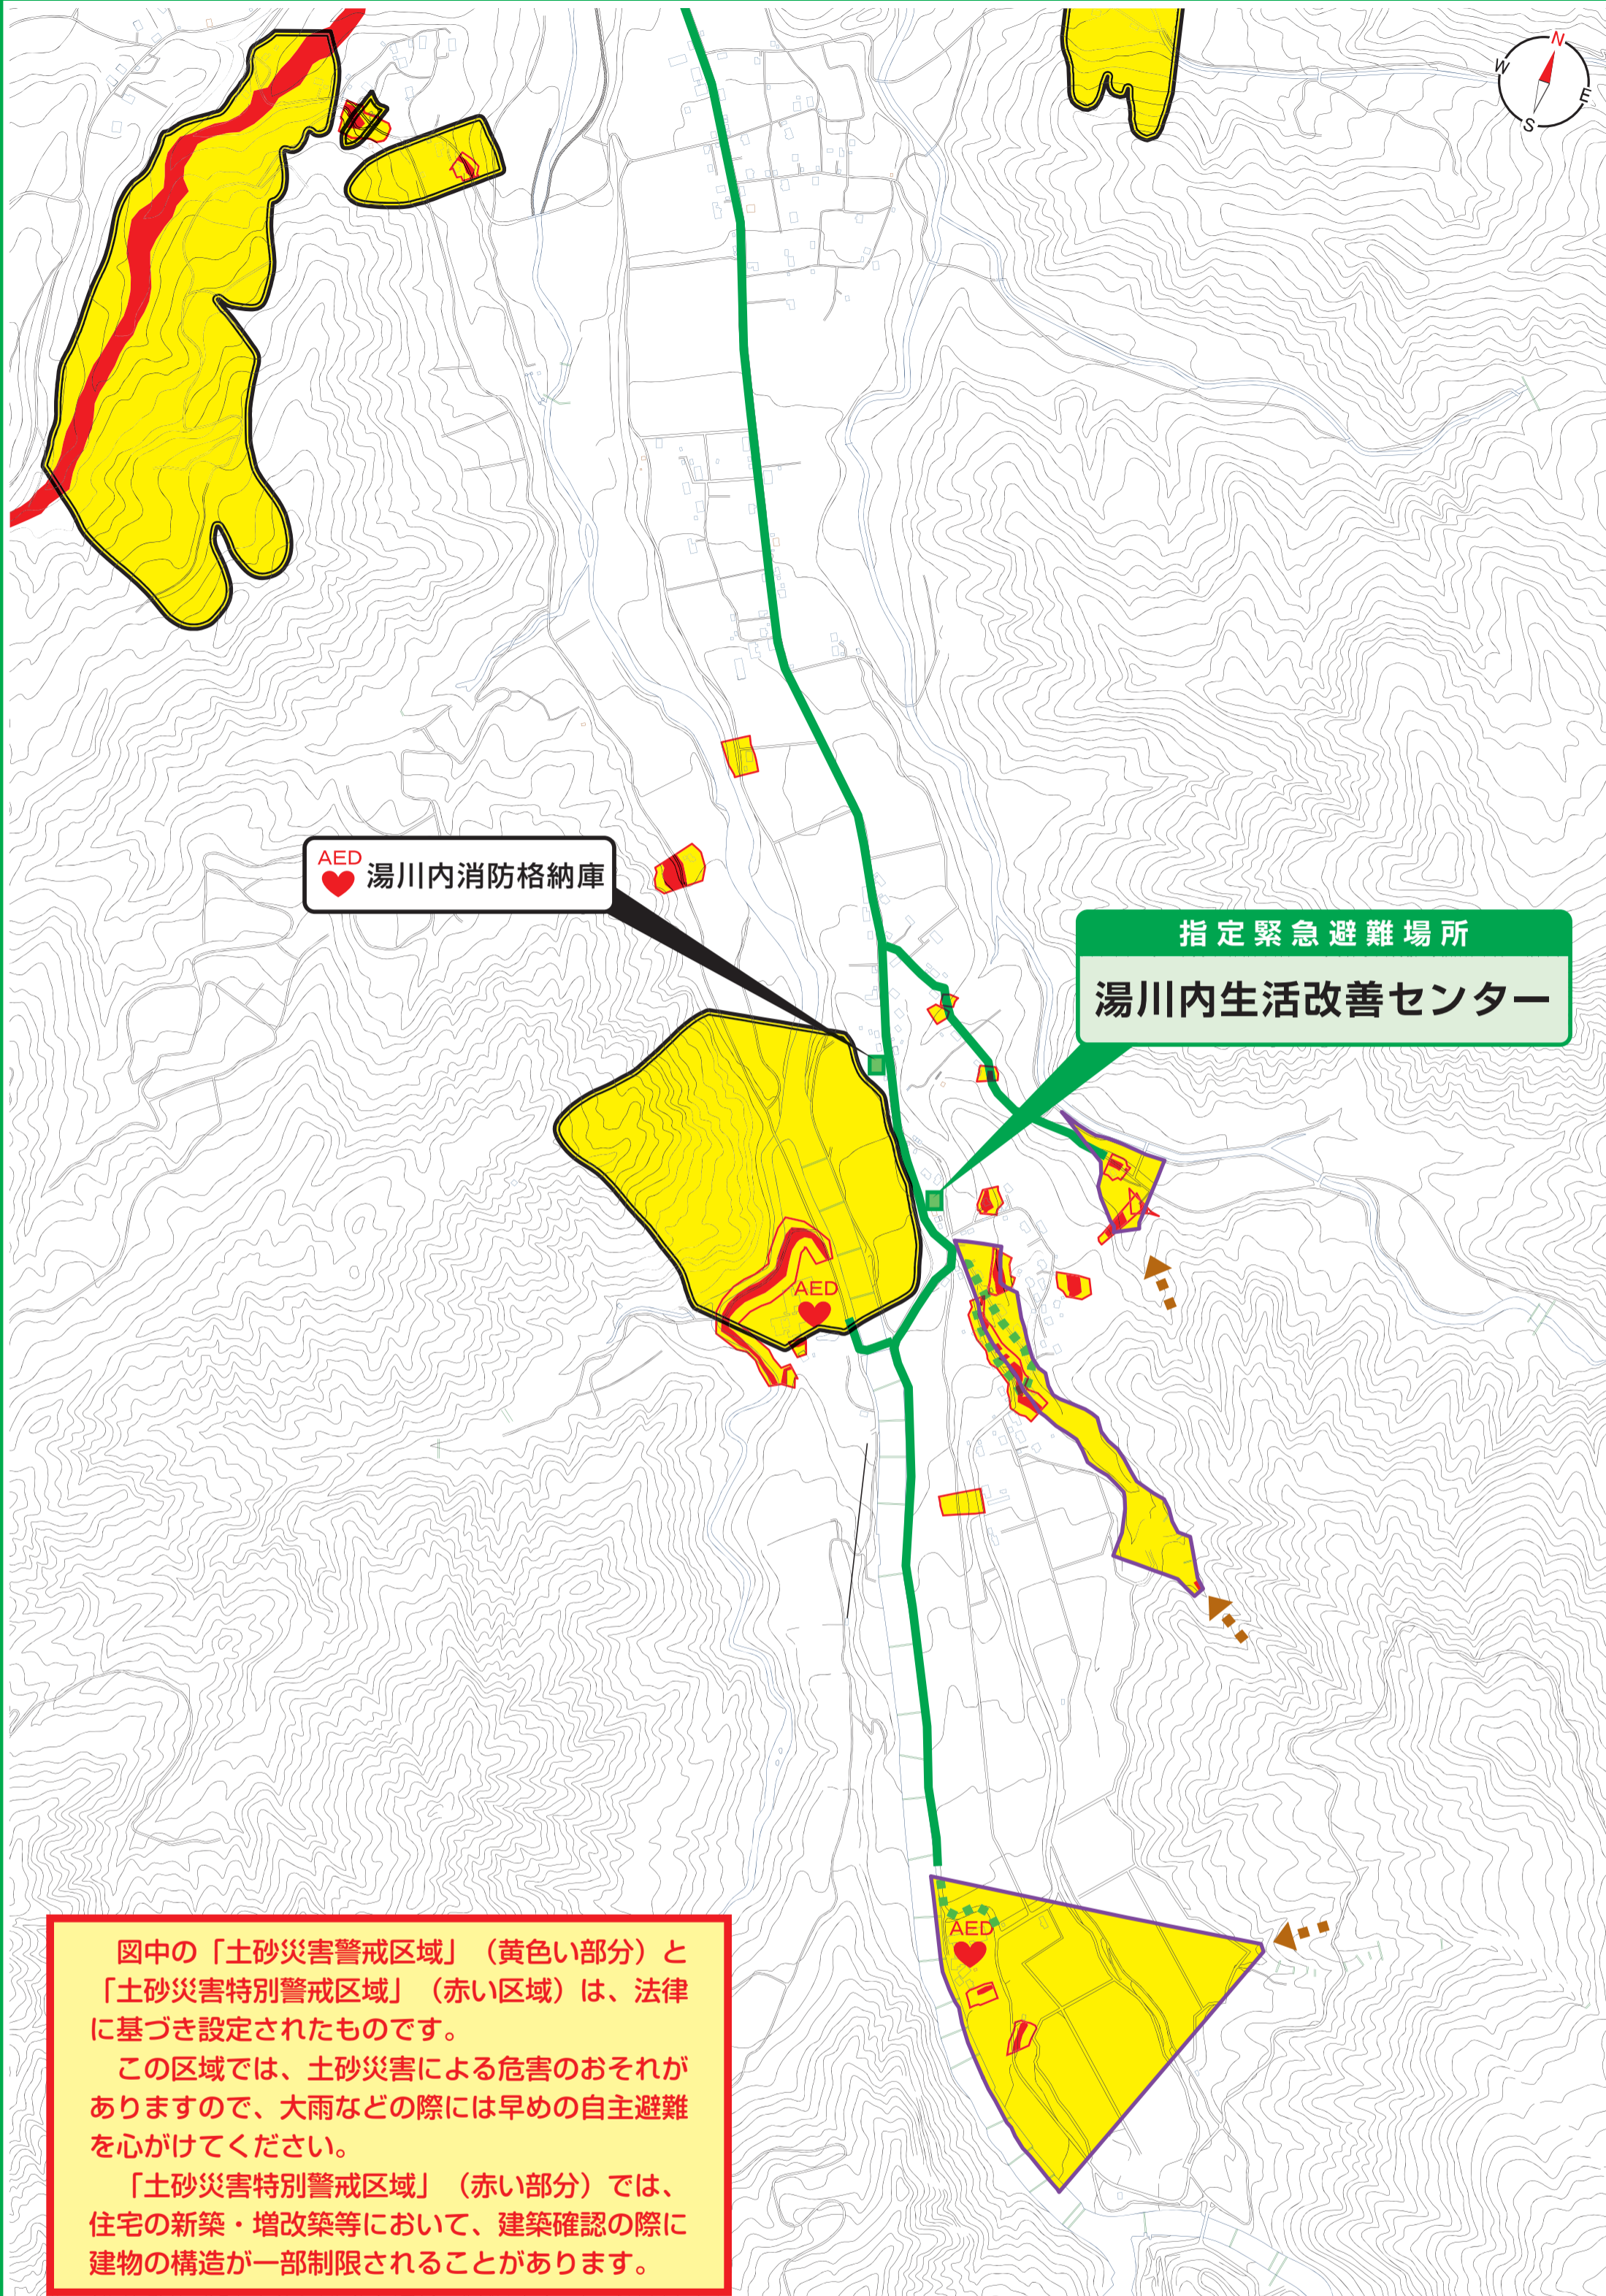 N
W
E
S
AED
湯川内消防格納庫
指定緊急避難場所
湯川内生活改善センター
AED
AED
図中の「土砂災害警戒区域」（黄色い部分）と
「土砂災害特別警戒区域」（赤い区域）は、法律
に基づき設定されたものです。
この区域では、土砂災害による危害のおそれが
ありますので、大雨などの際には早めの自主避難
を心がけてください。
「土砂災害特別警戒区域」（赤い部分）では、
住宅の新築・増改築等において、建築確認の際に
建物の構造が一部制限されることがあります。